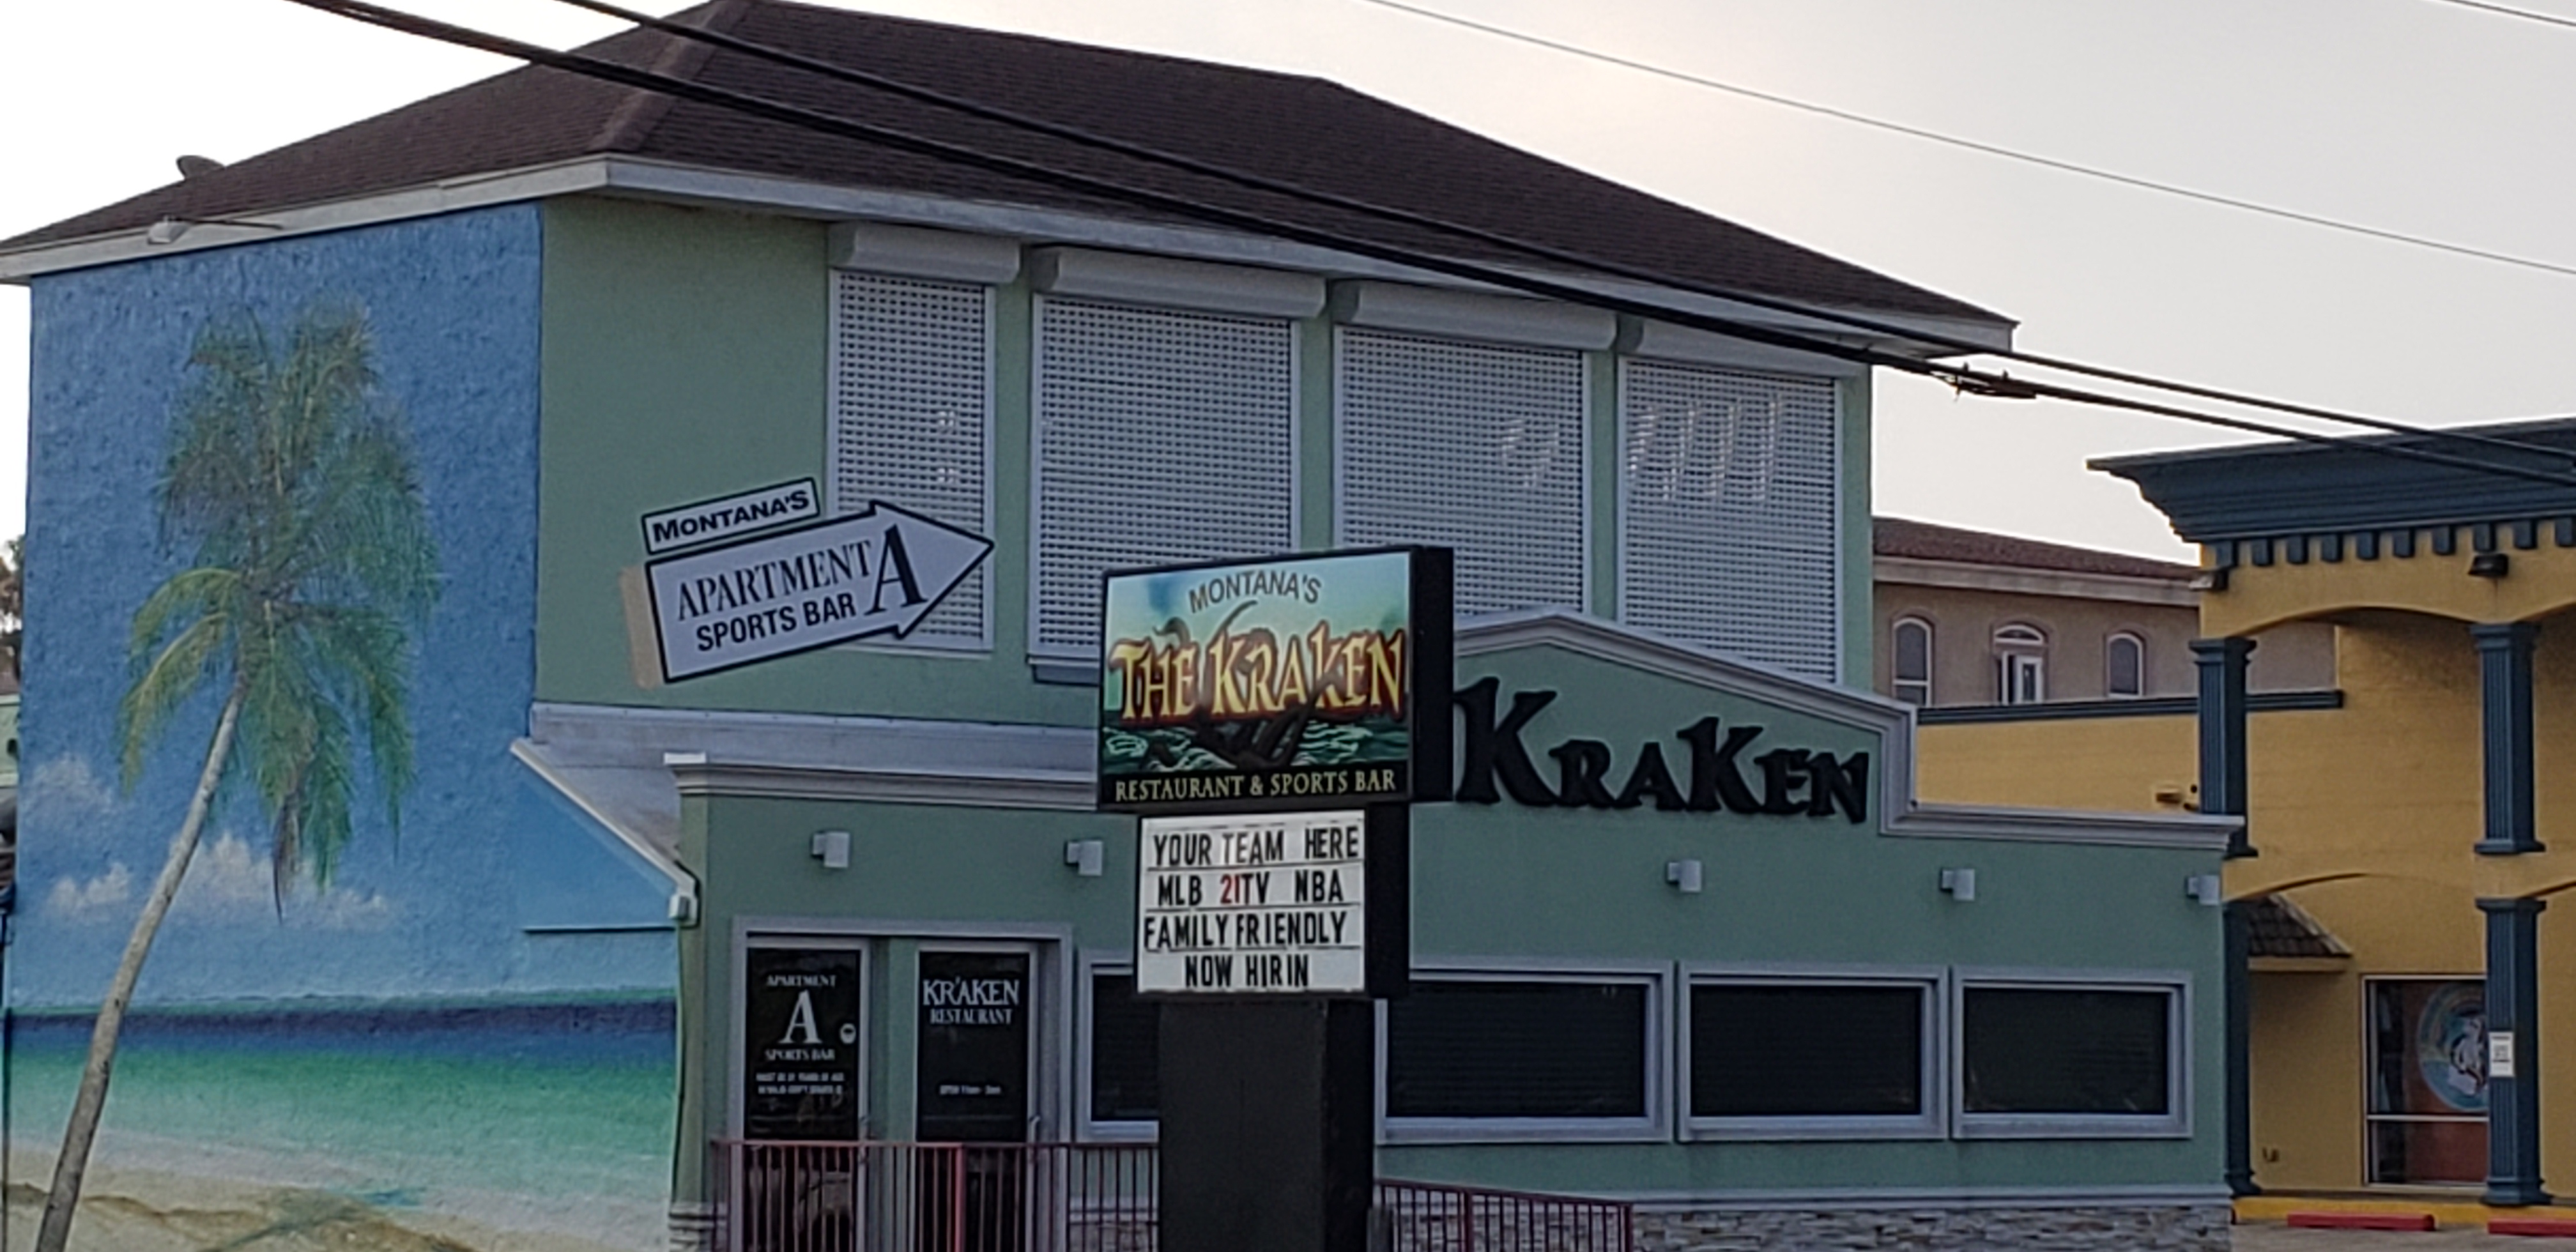 MONTANA'S
APARTMENT A
SPORTS BAR
MONTANA'S
THE KRAKEN
RESTAURANT & SPORTS BAR
KRAKEN
YOUR TEAM HERE
MLB 21TV NBA
FAMILY FRIENDLY
NOW HIRIN
APARTMENT
A
SPORTS BAR
KRAKEN
RESTAURANT